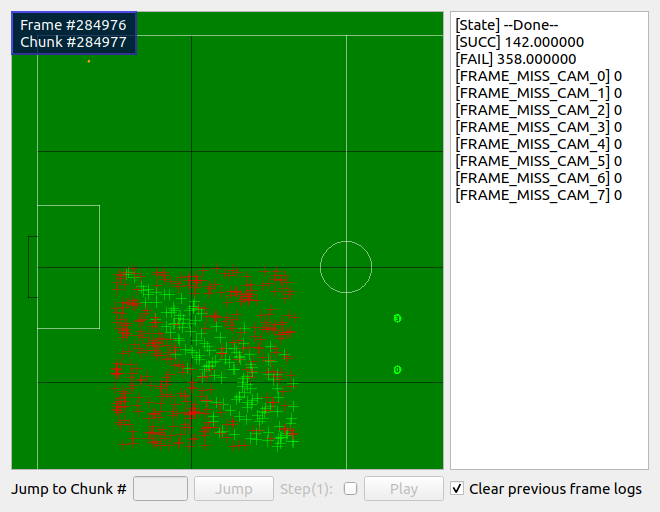 Frame #284976
Chunk #284977
[State] --Done--
[SUCC] 142.000000
[FAIL] 358.000000
[FRAME_MISS_CAM_0] 0
[FRAME_MISS_CAM_1] 0
[FRAME_MISS_CAM_2] 0
[FRAME_MISS_CAM_3] 0
[FRAME_MISS_CAM_4] 0
[FRAME_MISS_CAM_5] 0
[FRAME_MISS_CAM_6] 0
[FRAME_MISS_CAM_7] 0
3
0
Jump to Chunk # Jump Step(1): Play Clear previous frame logs